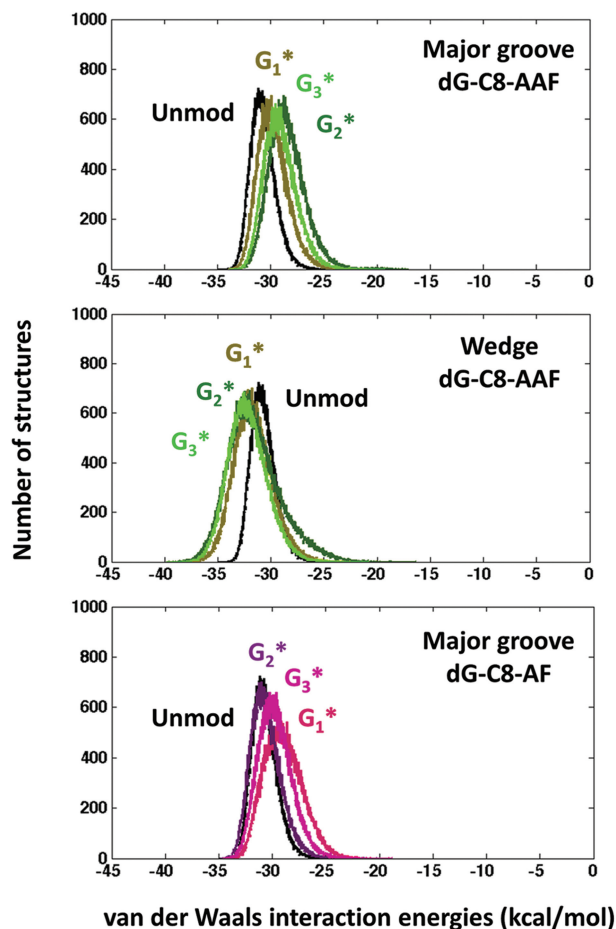 1000
800
600
400
200
0
Major groove
dG-C8-AAF
G1*
G3*
G2*
Unmod
-45 -40 -35 -30 -25 -20 -15 -10 -5 0
1000
800
600
400
200
0
Wedge
dG-C8-AAF
G1*
G2*
G3*
Unmod
-45 -40 -35 -30 -25 -20 -15 -10 -5 0
1000
800
600
400
200
0
Major groove
dG-C8-AF
G2*
G3*
G1*
Unmod
-45 -40 -35 -30 -25 -20 -15 -10 -5 0
Number of structures
van der Waals interaction energies (kcal/mol)